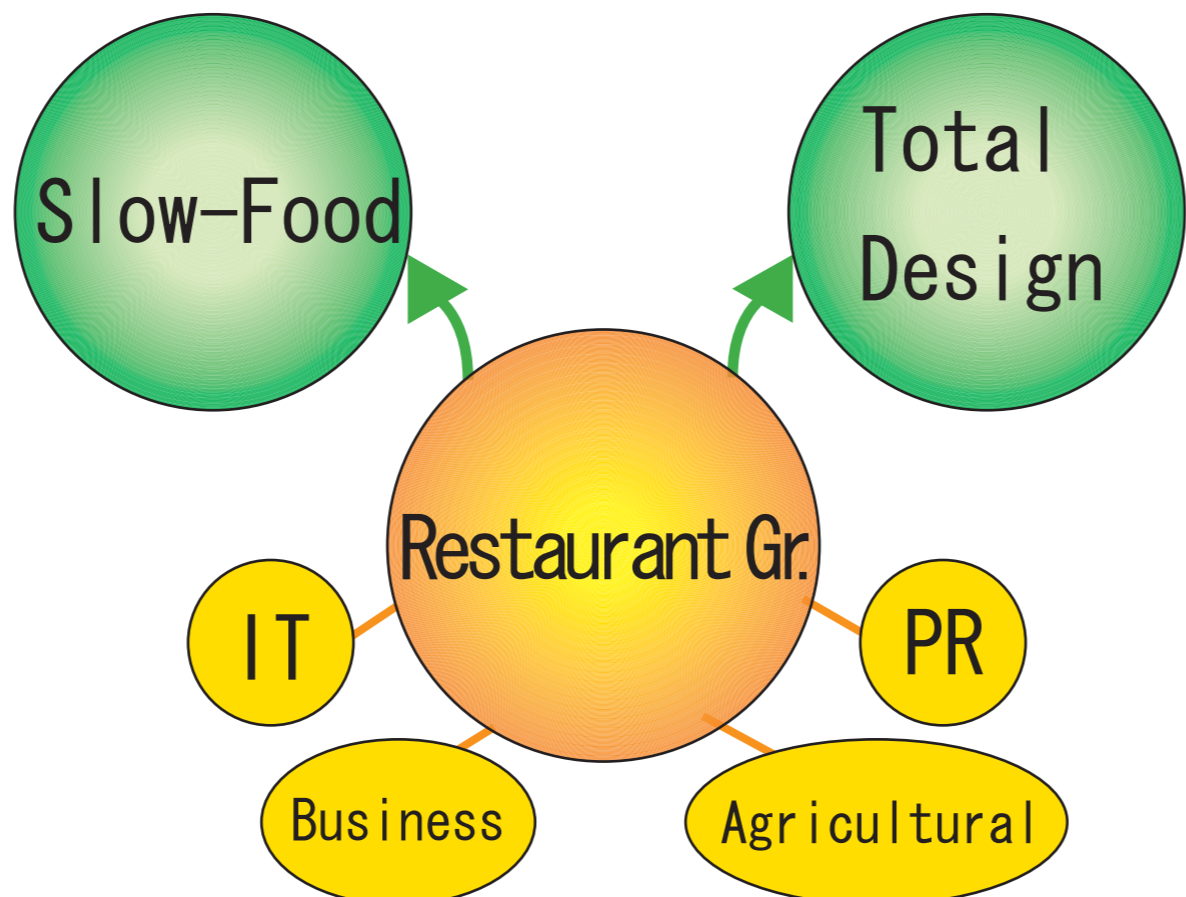 Slow-Food
Total
Design
Restaurant Gr.
IT
PR
Business
Agricultural